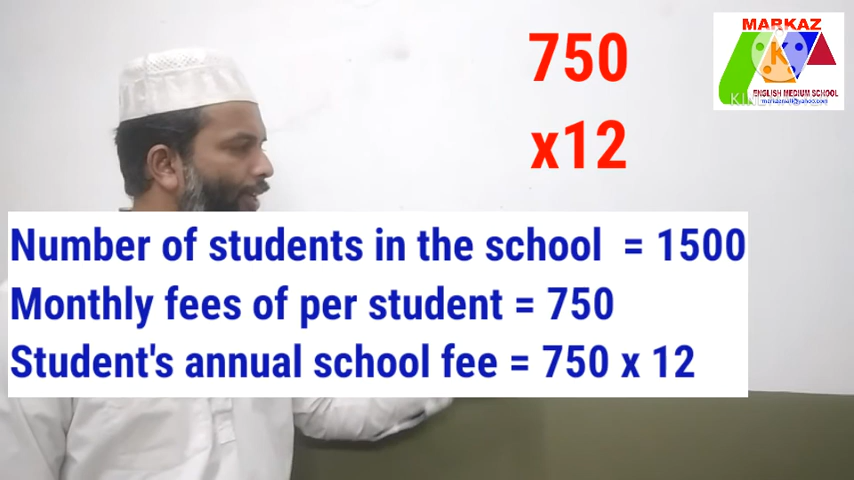 750
x12
MARKAZ
K
ENGLISH MEDIUM SCHOOL
Number of students in the school = 1500
Monthly fees of per student = 750
Student's annual school fee = 750 x 12